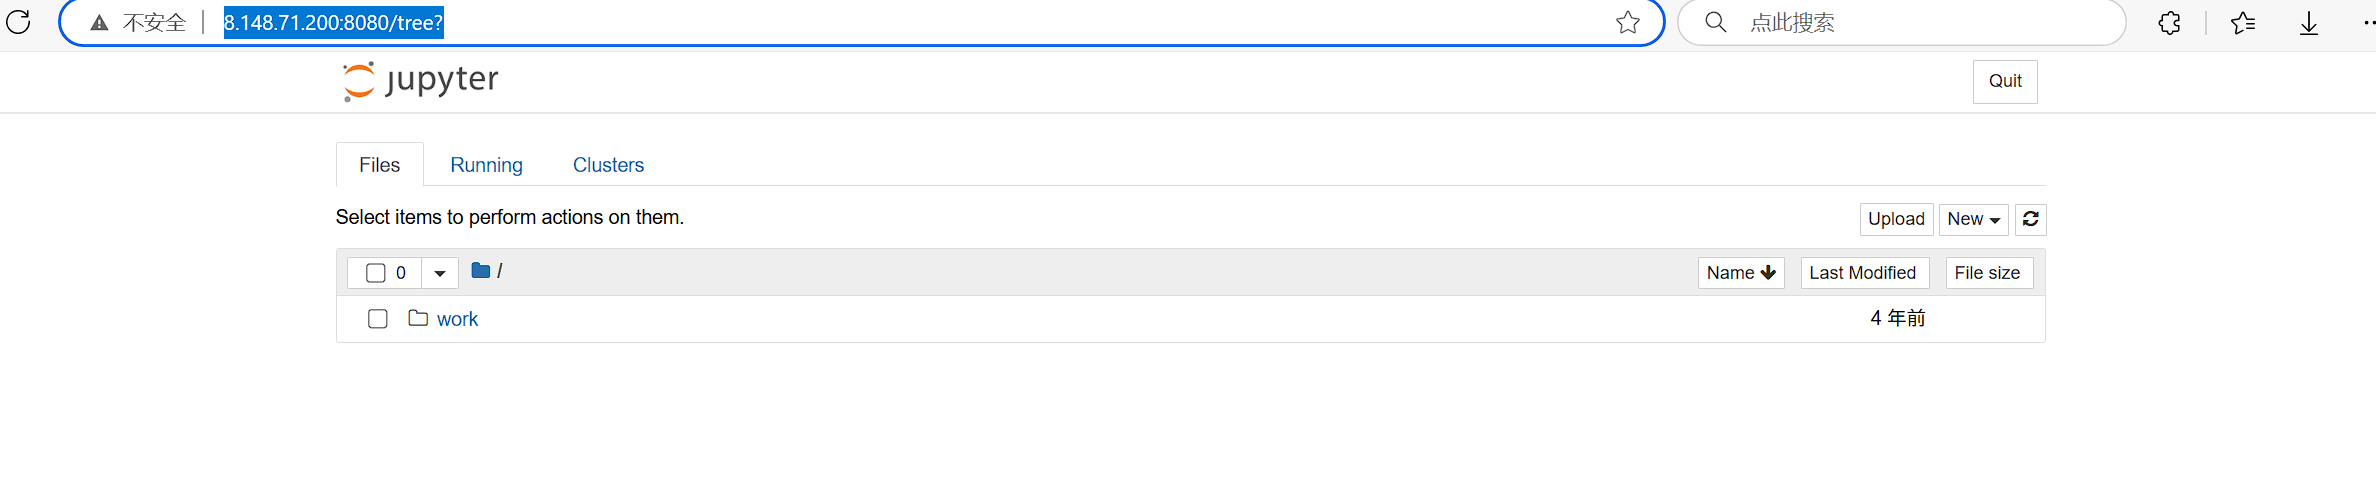 不安全 8.148.71.200:8080/tree? 点此搜索
jupyter Quit
Files Running Clusters
Select items to perform actions on them. Upload New
0 / Name Last Modified File size
work 4 年前